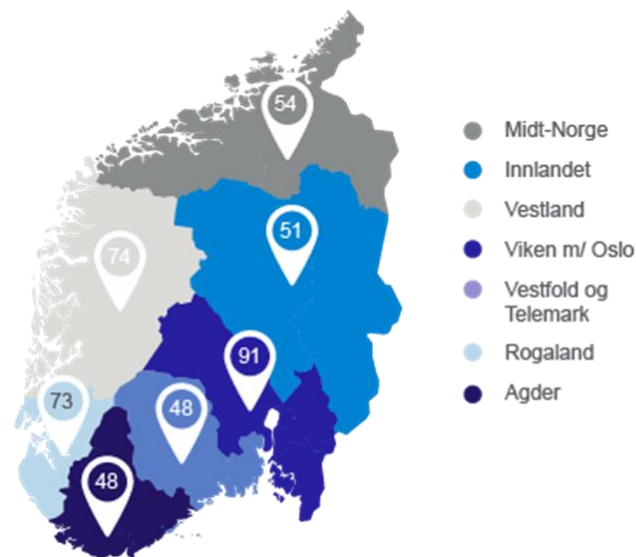 54
51
74
91
73
48
48
Midt-Norge
Innlandet
Vestland
Viken m/ Oslo
Vestfold og
Telemark
Rogaland
Agder